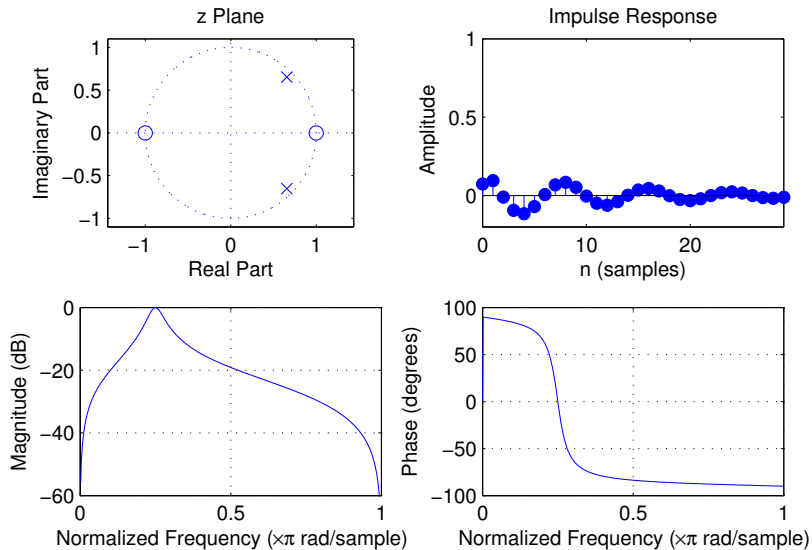 z Plane
Imaginary Part
1
0.5
0
−0.5
−1
−1
0
1
Real Part
Impulse Response
Amplitude
1
0.5
0
0
10
20
n (samples)
Magnitude (dB)
0
−20
−40
−60
0
0.5
1
Normalized Frequency (×π rad/sample)
Phase (degrees)
100
50
0
−50
−100
0
0.5
1
Normalized Frequency (×π rad/sample)